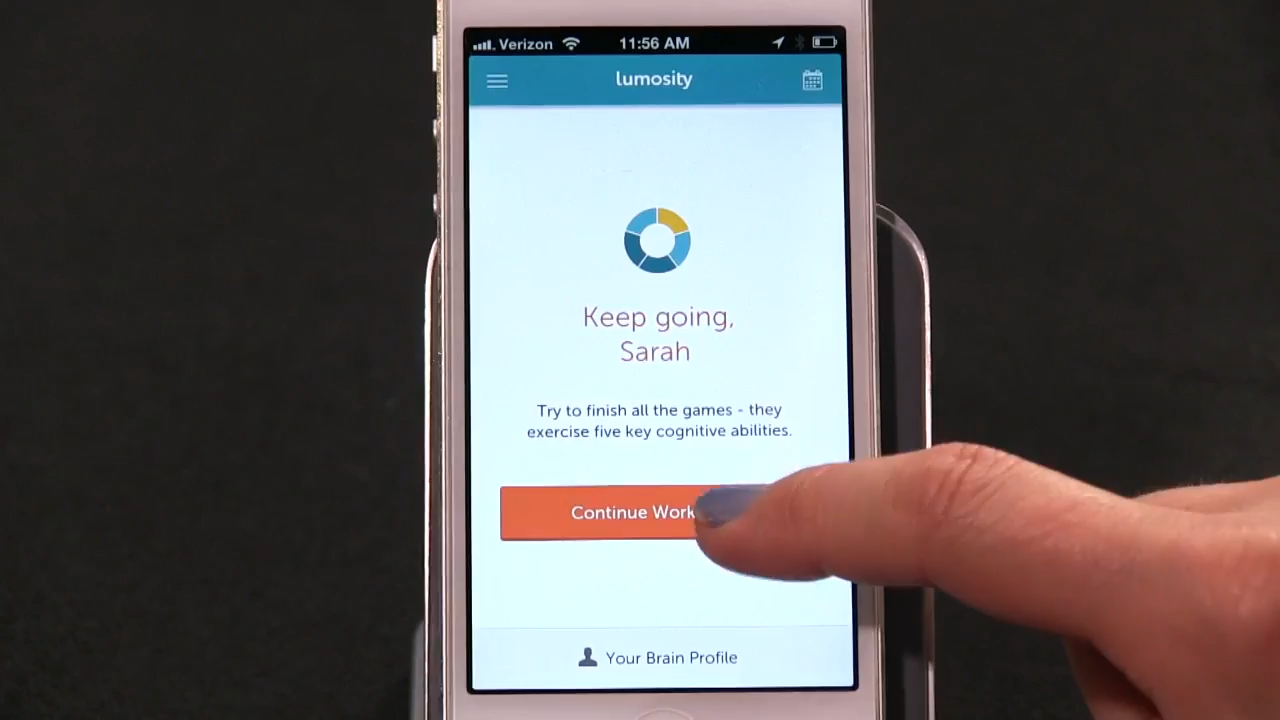 Verizon 11:56 AM
lumosity
Keep going,
Sarah
Try to finish all the games - they
exercise five key cognitive abilities.
Continue Work
Your Brain Profile